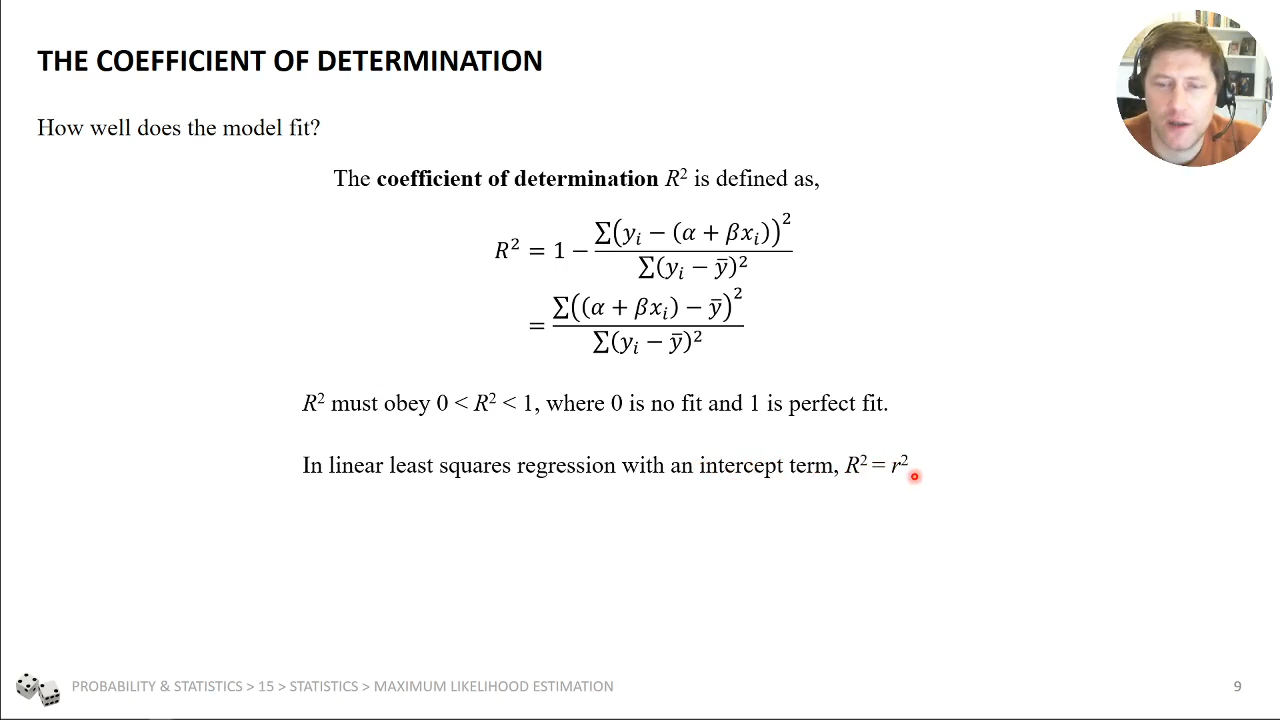 THE COEFFICIENT OF DETERMINATION
How well does the model fit?
The coefficient of determination R² is defined as,
R² = 1 − ∑(yᵢ − (α + βxᵢ))² / ∑(yᵢ − ȳ)²
= ∑((α + βxᵢ) − ȳ)² / ∑(yᵢ − ȳ)²
R² must obey 0 < R² < 1, where 0 is no fit and 1 is perfect fit.
In linear least squares regression with an intercept term, R² = r²
PROBABILITY & STATISTICS > 15 > STATISTICS > MAXIMUM LIKELIHOOD ESTIMATION
9